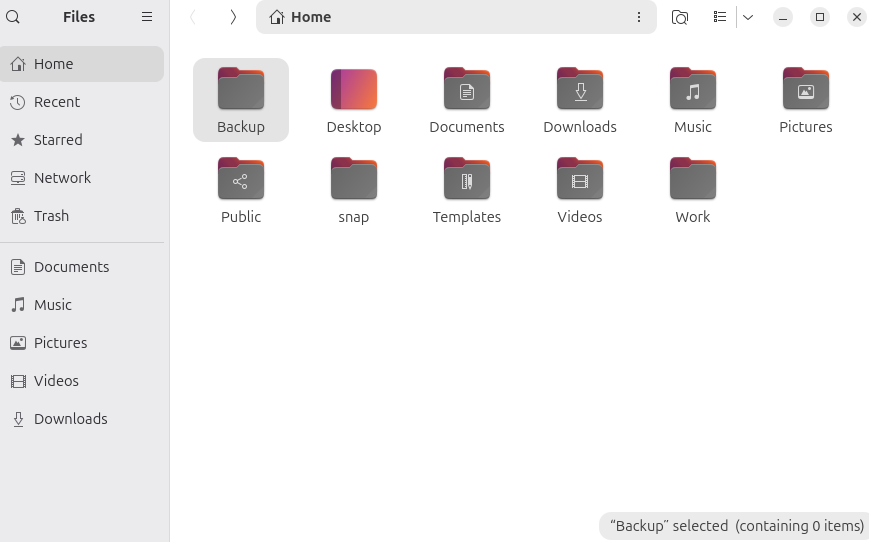 Files
Home
Home
Recent
Starred
Network
Trash
Documents
Music
Pictures
Videos
Downloads
Backup
Desktop
Documents
Downloads
Music
Pictures
Public
snap
Templates
Videos
Work
“Backup” selected (containing 0 items)